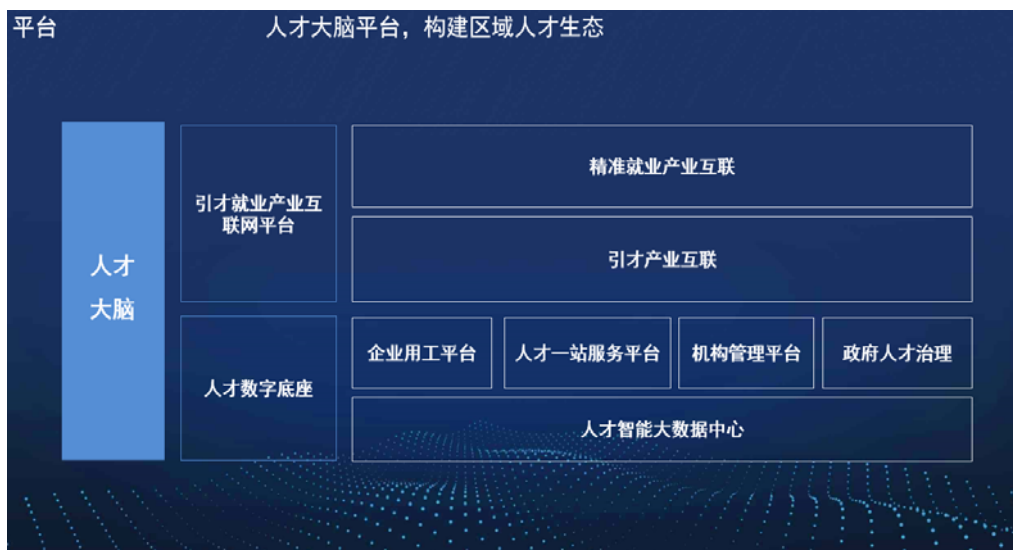 平台
人才大脑平台，构建区域人才生态
人才
大脑
引才就业产业互
联网平台
精准就业产业互联
引才产业互联
人才数字底座
企业用工平台
人才一站服务平台
机构管理平台
政府人才治理
人才智能大数据中心